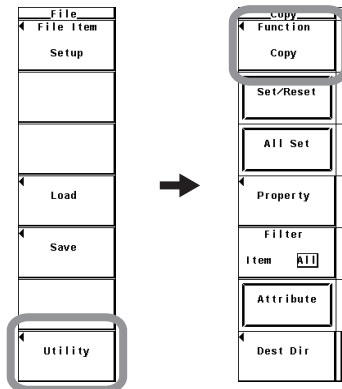 File
File Item
Setup
Load
Save
Utility
Copy
Function
Copy
Set/Reset
All Set
Property
Filter
Item All
Attribute
Dest Dir